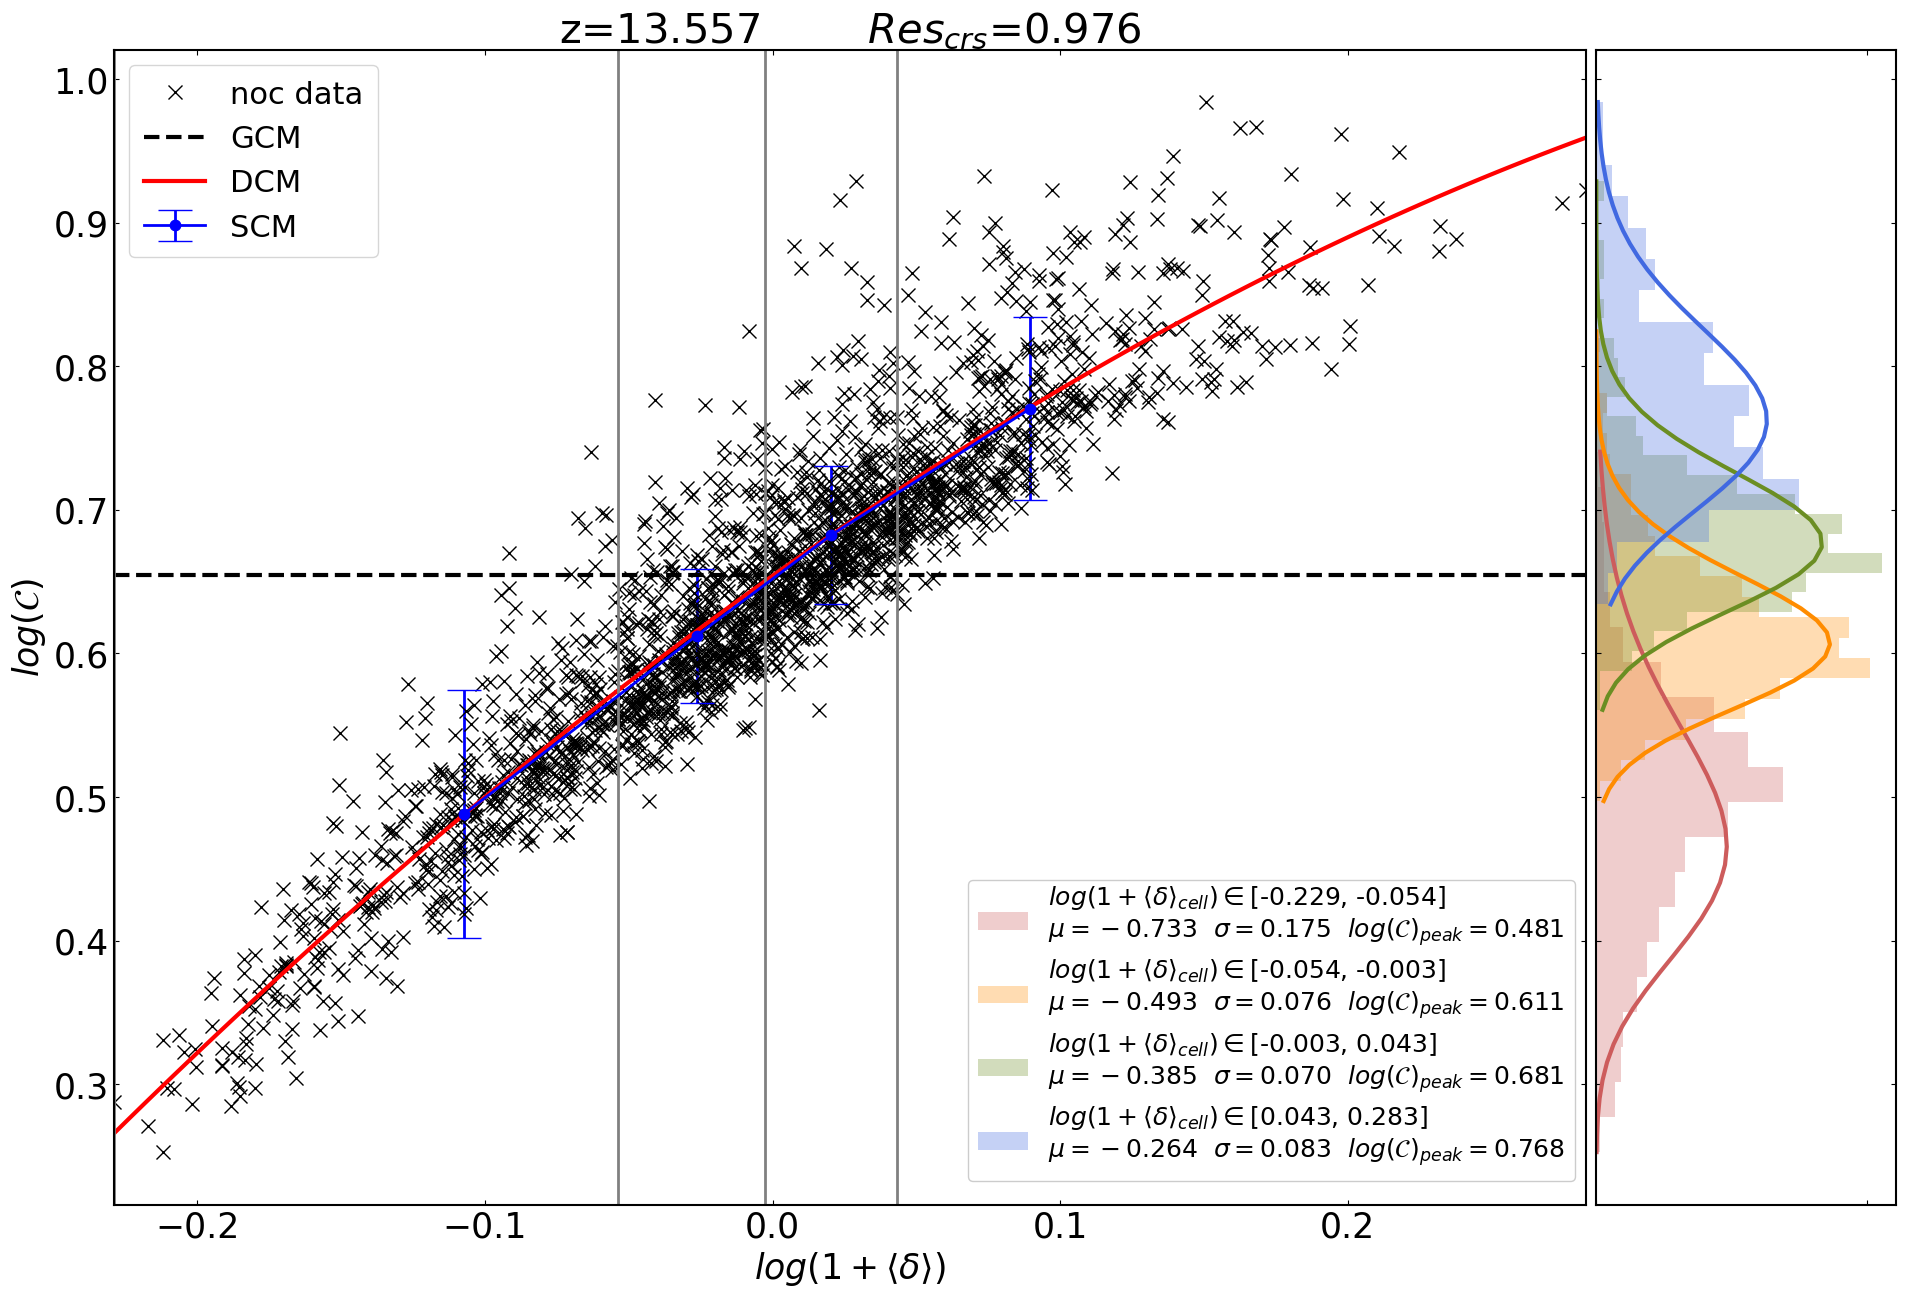 z=13.557 Res_crs=0.976
1.0
0.9
0.8
0.7
0.6
0.5
0.4
0.3
log(𝒞)
noc data
GCM
DCM
SCM
log(1 + ⟨δ⟩_cell) ∈ [-0.229, -0.054]
μ = −0.733 σ = 0.175 log(𝒞)_peak = 0.481
log(1 + ⟨δ⟩_cell) ∈ [-0.054, -0.003]
μ = −0.493 σ = 0.076 log(𝒞)_peak = 0.611
log(1 + ⟨δ⟩_cell) ∈ [-0.003, 0.043]
μ = −0.385 σ = 0.070 log(𝒞)_peak = 0.681
log(1 + ⟨δ⟩_cell) ∈ [0.043, 0.283]
μ = −0.264 σ = 0.083 log(𝒞)_peak = 0.768
−0.2 −0.1 0.0 0.1 0.2
log(1 + ⟨δ⟩)